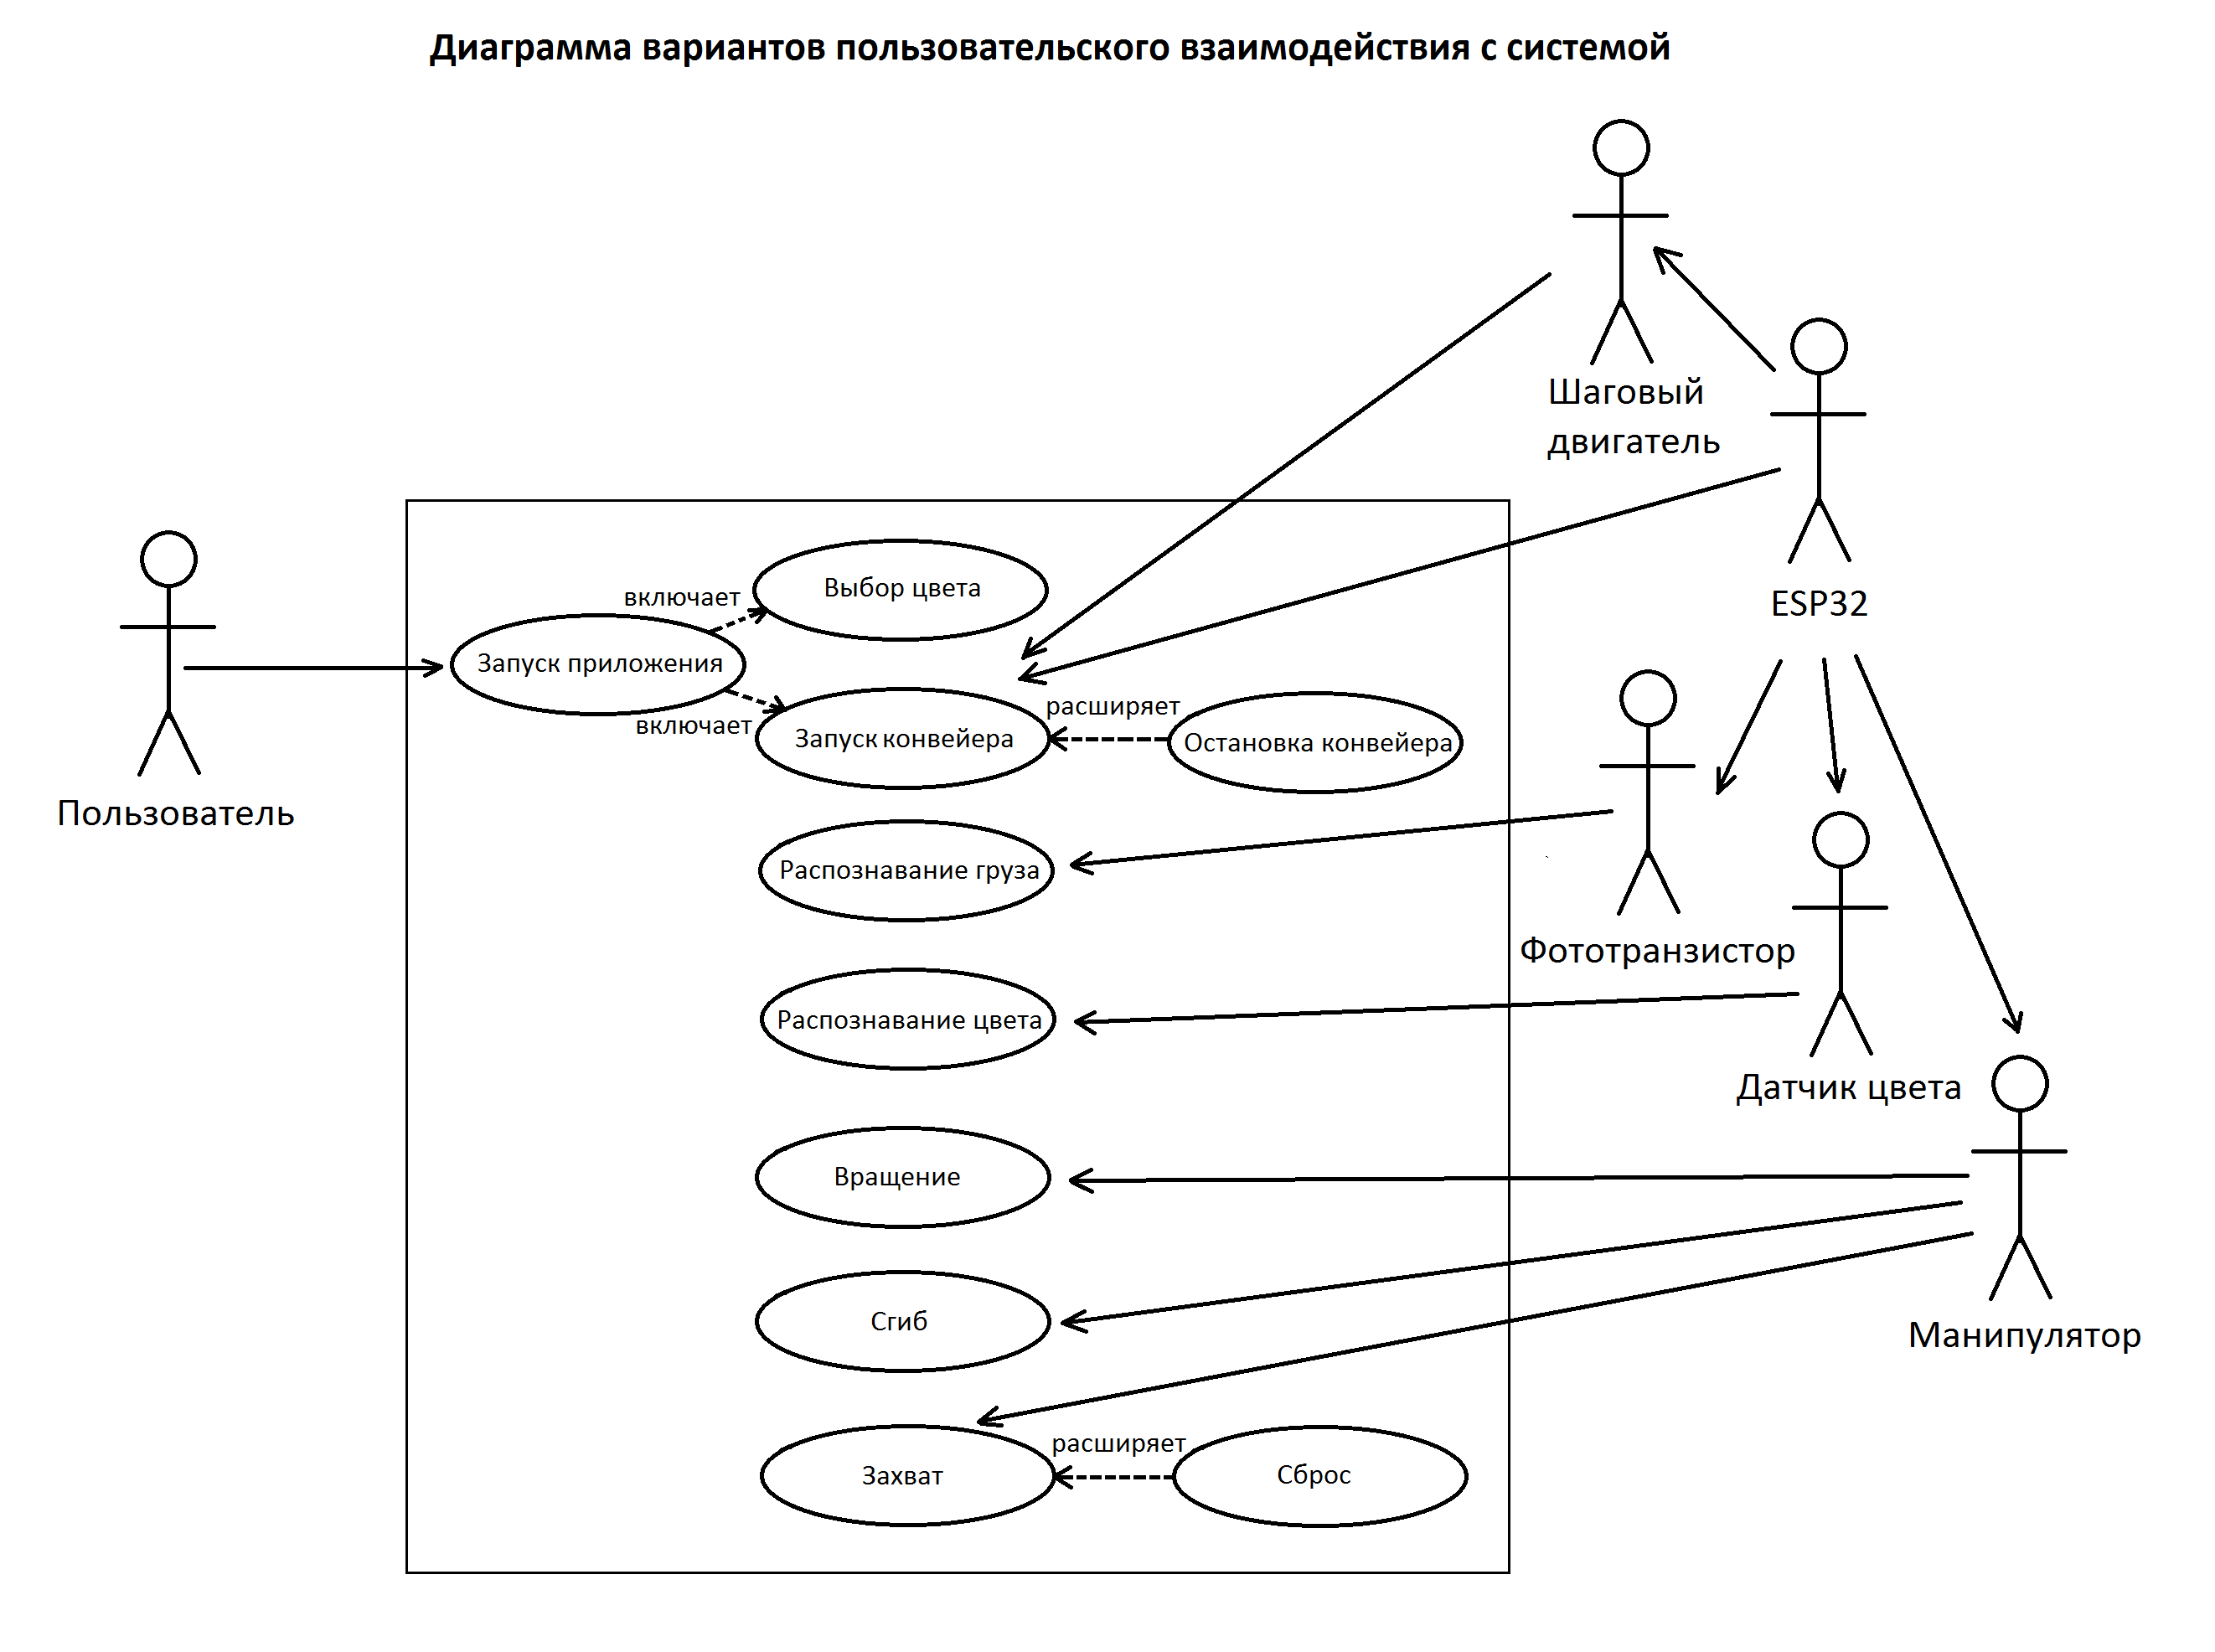 Диаграмма вариантов пользовательского взаимодействия с системой
Шаговый
двигатель
ESP32
Пользователь
включает
Выбор цвета
Запуск приложения
включает
Запуск конвейера
расширяет
Остановка конвейера
Распознавание груза
Фототранзистор
Распознавание цвета
Датчик цвета
Вращение
Сгиб
Манипулятор
Захват
расширяет
Сброс